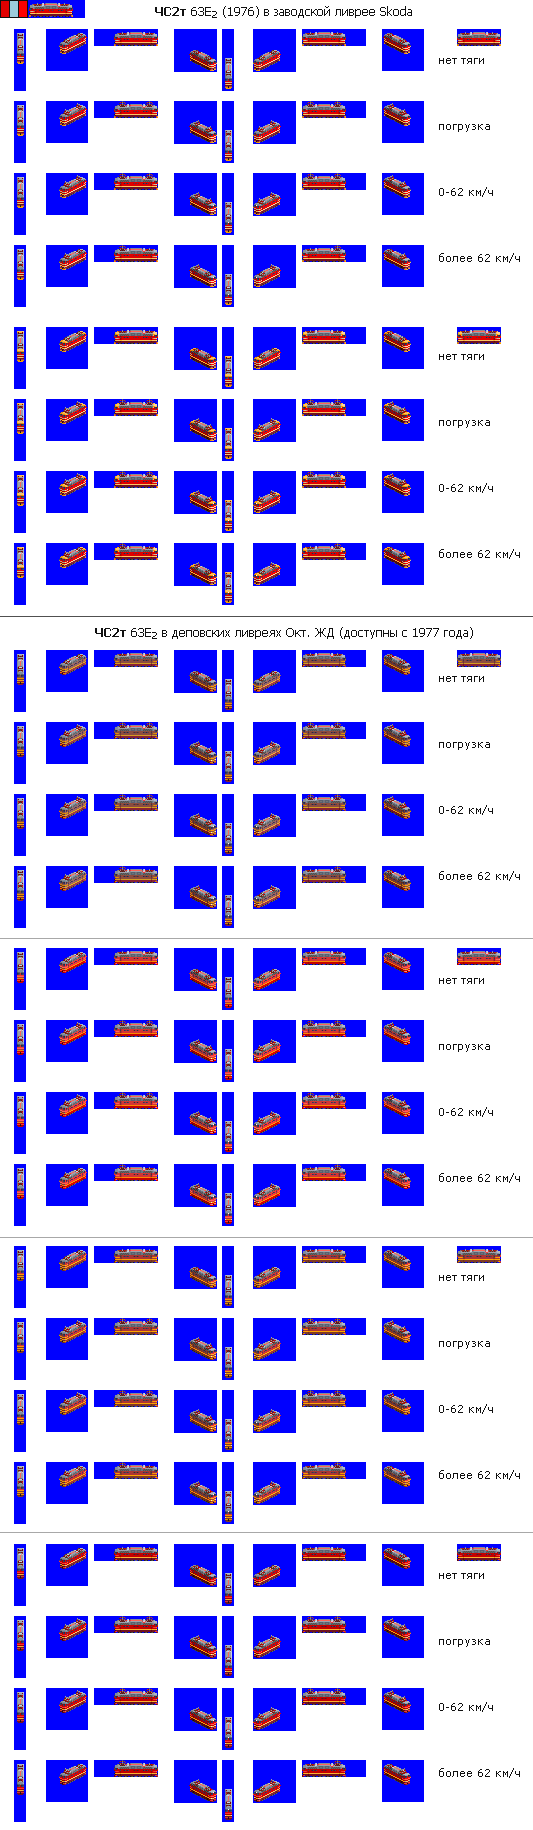 ЧС2т 63Е2 (1976) в заводской ливрее Skoda
нет тяги
погрузка
0-62 км/ч
более 62 км/ч
нет тяги
погрузка
0-62 км/ч
более 62 км/ч
ЧС2т 63Е2 в деповских ливреях Окт. ЖД (доступны с 1977 года)
нет тяги
погрузка
0-62 км/ч
более 62 км/ч
нет тяги
погрузка
0-62 км/ч
более 62 км/ч
нет тяги
погрузка
0-62 км/ч
более 62 км/ч
нет тяги
погрузка
0-62 км/ч
более 62 км/ч